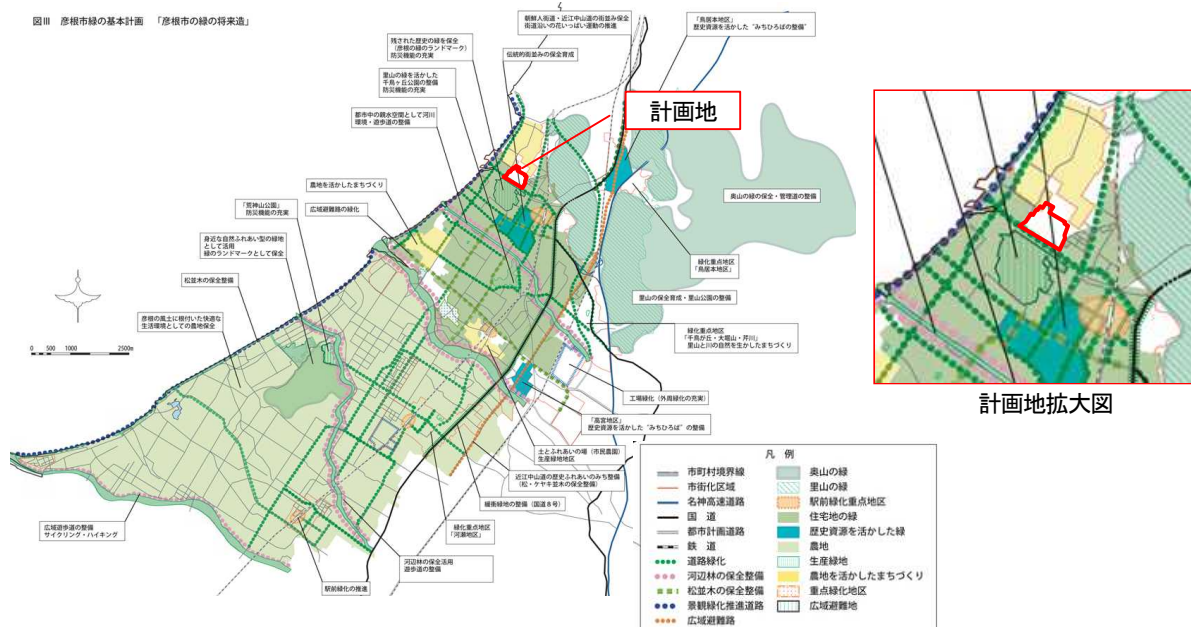 図Ⅲ 彦根市緑の基本計画 「彦根市の緑の将来造」
朝鮮人街道・近江中山道の街並み保全
街道沿いの花いっぱい運動の推進
「鳥居本地区」
歴史資源を活かした“みちひろばの整備”
残された歴史の緑を保全
(彦根の緑のランドマーク)
防災機能の充実
伝統的街並みの保全育成
里山の緑を活かした
千鳥ヶ丘公園の整備
防災機能の充実
計画地
都市中の親水空間として河川
環境・遊歩道の整備
農地を活かしたまちづくり
奥山の緑の保全・管理道の整備
「荒神山公園」
防災機能の充実
広域避難路の緑化
身近な自然ふれあい型の緑地
として活用
緑のランドマークとして保全
緑化重点地区
「鳥居本地区」
松並木の保全整備
里山の保全育成・里山公園の整備
彦根の風土に根付いた快適な
生活環境としての農地保全
緑化重点地区
「千鳥が丘・大堀山・芹川」
里山と川の自然を生かしたまちづくり
0 500 1000 1500 2500m
工場緑化(外周緑化の充実)
「高宮地区」
歴史資源を活かした“みちひろば”の整備
土とふれあいの場(市民農園)
生産緑地地区
近江中山道の歴史ふれあいのみち整備
(松・ケヤキ並木の保全整備)
緩衝緑地の整備(国道8号)
広域遊歩道の整備
サイクリング・ハイキング
緑化重点地区
「河瀬地区」
河辺林の保全活用
遊歩道の整備
駅前緑化の推進
計画地拡大図
凡 例
市町村境界線
市街化区域
名神高速道路
国 道
都市計画道路
鉄 道
道路緑化
河辺林の保全整備
松並木の保全整備
景観緑化推進道路
広域避難路
奥山の緑
里山の緑
駅前緑化重点地区
住宅地の緑
歴史資源を活かした緑
農地
生産緑地
農地を活かしたまちづくり
重点緑化地区
広域避難地